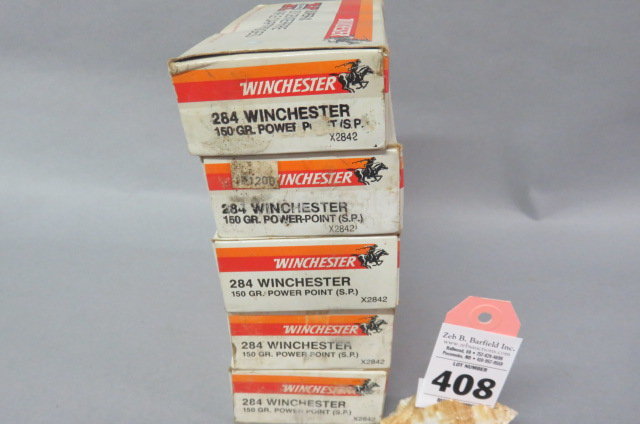 WINCHESTER
284 WINCHESTER
150 GR. POWER POINT (S.P.)
X2842
WINCHESTER
284 WINCHESTER
150 GR. POWER-POINT (S.P.)
X2842
WINCHESTER
284 WINCHESTER
150 GR. POWER POINT (S.P.)
X2842
WINCHESTER
284 WINCHESTER
150 GR. POWER POINT (S.P.)
X2842
WINCHESTER
284 WINCHESTER
150 GR. POWER POINT (S.P.)
X2842
Zeb B. Barfield Inc.
LOT NUMBER
408